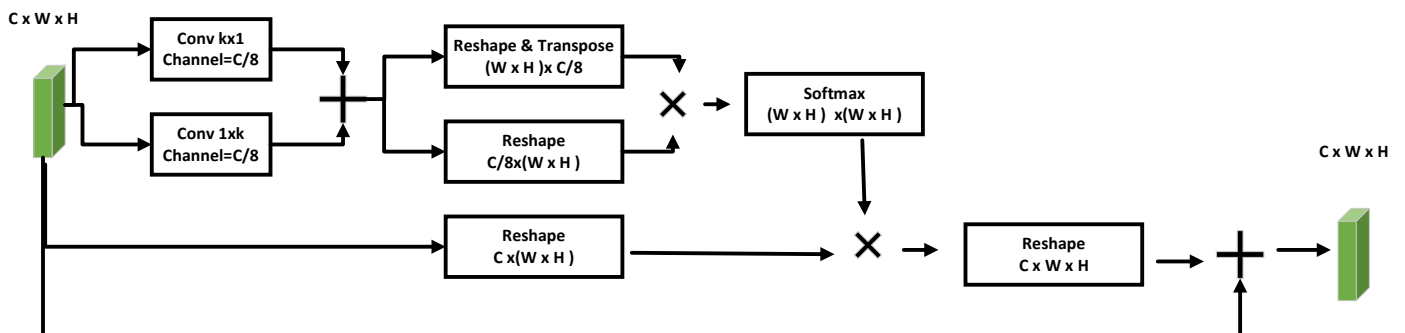 C x W x H
Conv kx1
Channel=C/8
Conv 1xk
Channel=C/8
Reshape & Transpose
(W x H )x C/8
Reshape
C/8x(W x H )
Softmax
(W x H ) x(W x H )
Reshape
C x(W x H )
Reshape
C x W x H
C x W x H